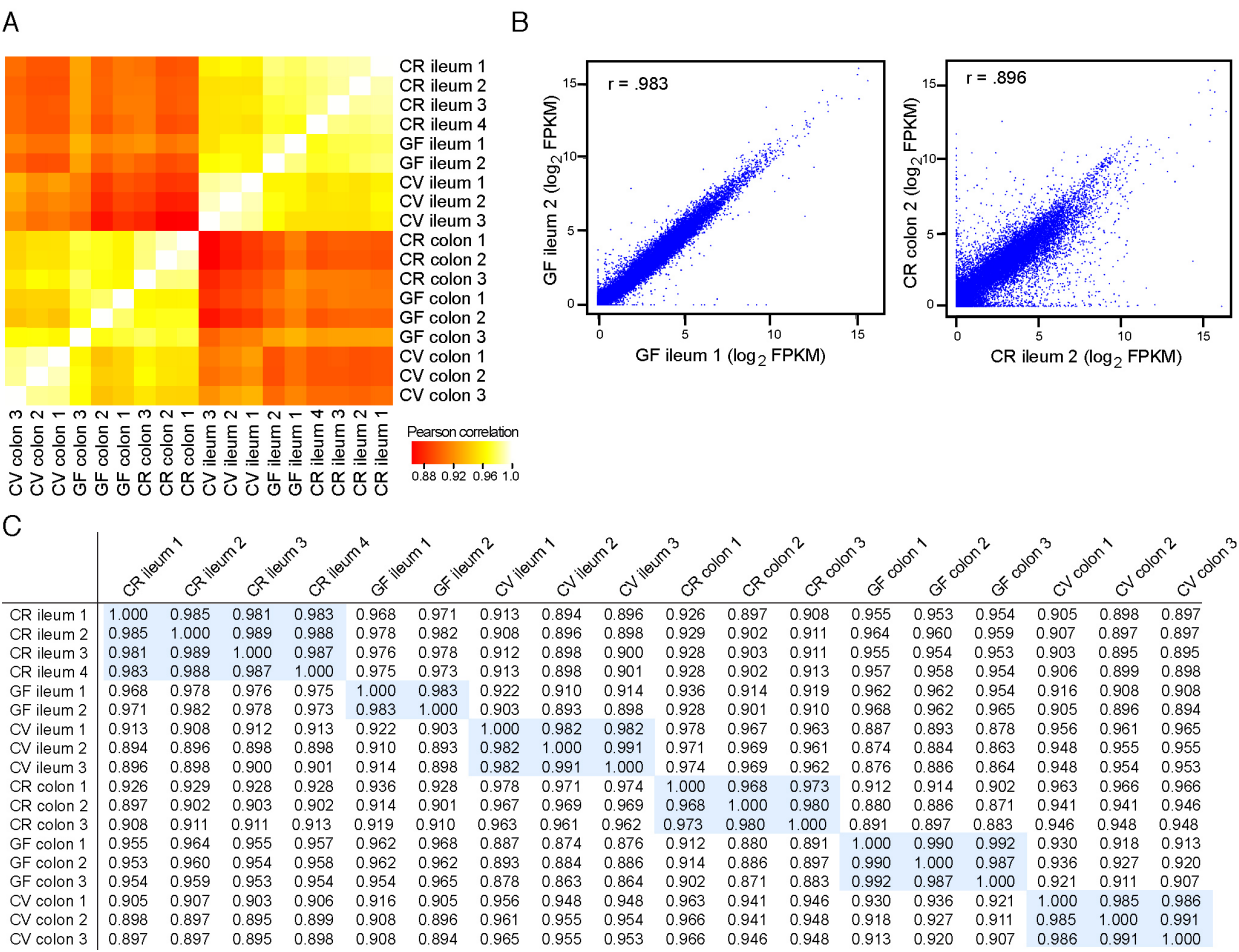 A
CR ileum 1
CR ileum 2
CR ileum 3
CR ileum 4
GF ileum 1
GF ileum 2
CV ileum 1
CV ileum 2
CV ileum 3
CR colon 1
CR colon 2
CR colon 3
GF colon 1
GF colon 2
GF colon 3
CV colon 1
CV colon 2
CV colon 3
CV colon 3
CV colon 2
CV colon 1
GF colon 3
GF colon 2
GF colon 1
CR colon 3
CR colon 2
CR colon 1
CV ileum 3
CV ileum 2
CV ileum 1
GF ileum 2
GF ileum 1
CR ileum 4
CR ileum 3
CR ileum 2
CR ileum 1
Pearson correlation
0.88 0.92 0.96 1.0
B
r = .983
GF ileum 2 (log2 FPKM)
15
10
5
0
0 5 10 15
GF ileum 1 (log2 FPKM)
r = .896
CR colon 2 (log2 FPKM)
15
10
5
0
0 5 10 15
CR ileum 2 (log2 FPKM)
C
CR ileum 1 CR ileum 2 CR ileum 3 CR ileum 4 GF ileum 1 GF ileum 2 CV ileum 1 CV ileum 2 CV ileum 3 CR colon 1 CR colon 2 CR colon 3 GF colon 1 GF colon 2 GF colon 3 CV colon 1 CV colon 2 CV colon 3
CR ileum 1 1.000 0.985 0.981 0.983 0.968 0.971 0.913 0.894 0.896 0.926 0.897 0.908 0.955 0.953 0.954 0.905 0.898 0.897
CR ileum 2 0.985 1.000 0.989 0.988 0.978 0.982 0.908 0.896 0.898 0.929 0.902 0.911 0.964 0.960 0.959 0.907 0.897 0.897
CR ileum 3 0.981 0.989 1.000 0.987 0.976 0.978 0.912 0.898 0.900 0.928 0.903 0.911 0.955 0.954 0.953 0.903 0.895 0.895
CR ileum 4 0.983 0.988 0.987 1.000 0.975 0.973 0.913 0.898 0.901 0.928 0.902 0.913 0.957 0.958 0.954 0.906 0.899 0.898
GF ileum 1 0.968 0.978 0.976 0.975 1.000 0.983 0.922 0.910 0.914 0.936 0.914 0.919 0.962 0.962 0.954 0.916 0.908 0.908
GF ileum 2 0.971 0.982 0.978 0.973 0.983 1.000 0.903 0.893 0.898 0.928 0.901 0.910 0.968 0.962 0.965 0.905 0.896 0.894
CV ileum 1 0.913 0.908 0.912 0.913 0.922 0.903 1.000 0.982 0.982 0.978 0.967 0.963 0.887 0.893 0.878 0.956 0.961 0.965
CV ileum 2 0.894 0.896 0.898 0.898 0.910 0.893 0.982 1.000 0.991 0.971 0.969 0.961 0.874 0.884 0.863 0.948 0.955 0.955
CV ileum 3 0.896 0.898 0.900 0.901 0.914 0.898 0.982 0.991 1.000 0.974 0.969 0.962 0.876 0.886 0.864 0.948 0.954 0.953
CR colon 1 0.926 0.929 0.928 0.928 0.936 0.928 0.978 0.971 0.974 1.000 0.968 0.973 0.912 0.914 0.902 0.963 0.966 0.966
CR colon 2 0.897 0.902 0.903 0.902 0.914 0.901 0.967 0.969 0.969 0.968 1.000 0.980 0.880 0.886 0.871 0.941 0.941 0.946
CR colon 3 0.908 0.911 0.911 0.913 0.919 0.910 0.963 0.961 0.962 0.973 0.980 1.000 0.891 0.897 0.883 0.946 0.948 0.948
GF colon 1 0.955 0.964 0.955 0.957 0.962 0.968 0.887 0.874 0.876 0.912 0.880 0.891 1.000 0.990 0.992 0.930 0.918 0.913
GF colon 2 0.953 0.960 0.954 0.958 0.962 0.962 0.893 0.884 0.886 0.914 0.886 0.897 0.990 1.000 0.987 0.936 0.927 0.920
GF colon 3 0.954 0.959 0.953 0.954 0.954 0.965 0.878 0.863 0.864 0.902 0.871 0.883 0.992 0.987 1.000 0.921 0.911 0.907
CV colon 1 0.905 0.907 0.903 0.906 0.916 0.905 0.956 0.948 0.948 0.963 0.941 0.946 0.930 0.936 0.921 1.000 0.985 0.986
CV colon 2 0.898 0.897 0.895 0.899 0.908 0.896 0.961 0.955 0.954 0.966 0.941 0.948 0.918 0.927 0.911 0.985 1.000 0.991
CV colon 3 0.897 0.897 0.895 0.898 0.908 0.894 0.965 0.955 0.953 0.966 0.946 0.948 0.913 0.920 0.907 0.986 0.991 1.000